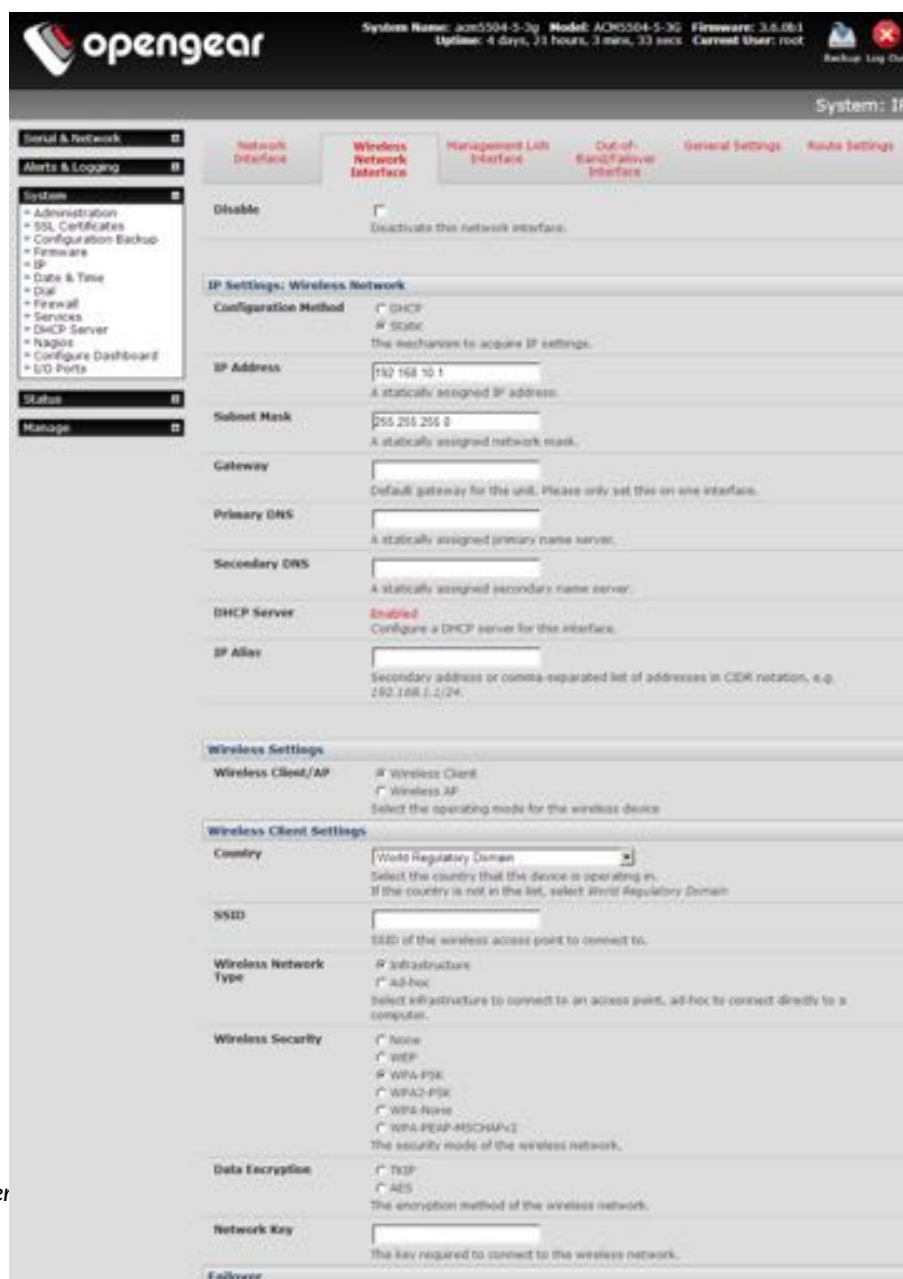 opengear
System Name: acm5504-5-3g Model: ACM5504-5-3G Firmware: 3.6.0b1
Uptime: 4 days, 21 hours, 3 mins, 33 secs Current User: root
Backup Log Ou
System: I
Serial & Network
Alerts & Logging
System
Administration
SSL Certificates
Configuration Backup
Firmware
IP
Date & Time
Dial
Firewall
Services
DHCP Server
Nagios
Configure Dashboard
I/O Ports
Status
Manage
Network Interface
Wireless Network Interface
Management LAN Interface
Out-of-Band/Failover Interface
General Settings
Route Settings
Disable
Deactivate this network interface.
IP Settings: Wireless Network
Configuration Method
DHCP
Static
The mechanism to acquire IP settings.
IP Address
192.168.10.1
A statically assigned IP address.
Subnet Mask
255.255.255.0
A statically assigned network mask.
Gateway
Default gateway for the unit. Please only set this on one interface.
Primary DNS
A statically assigned primary name server.
Secondary DNS
A statically assigned secondary name server.
DHCP Server
Enabled
Configure a DHCP server for this interface.
IP Alias
Secondary address or comma-separated list of addresses in CIDR notation, e.g.
192.168.1.1/24.
Wireless Settings
Wireless Client/AP
Wireless Client
Wireless AP
Select the operating mode for the wireless device
Wireless Client Settings
Country
World Regulatory Domain
Select the country that the device is operating in.
If the country is not in the list, select World Regulatory Domain
SSID
SSID of the wireless access point to connect to.
Wireless Network Type
Infrastructure
Ad-hoc
Select infrastructure to connect to an access point, ad-hoc to connect directly to a
computer.
Wireless Security
None
WEP
WPA-PSK
WPA2-PSK
WPA-None
WPA-PEAP-MSCHAPv2
The security mode of the wireless network.
Data Encryption
TKIP
AES
The encryption method of the wireless network.
er
Network Key
The key required to connect to the wireless network.
Failover